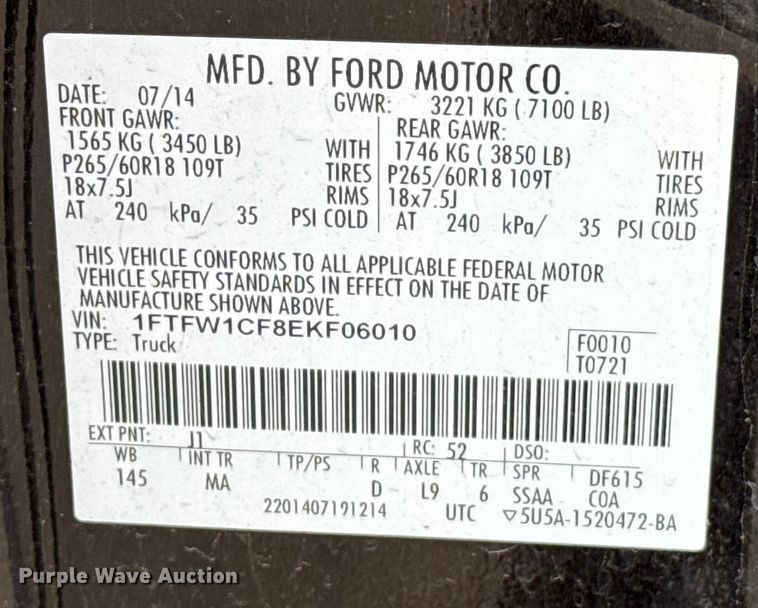 MFD. BY FORD MOTOR CO.
DATE: 07/14 GVWR: 3221 KG ( 7100 LB)
FRONT GAWR: REAR GAWR:
1565 KG ( 3450 LB) WITH 1746 KG ( 3850 LB) WITH
P265/60R18 109T TIRES P265/60R18 109T TIRES
18x7.5J RIMS 18x7.5J RIMS
AT 240 kPa/ 35 PSI COLD AT 240 kPa/ 35 PSI COLD
THIS VEHICLE CONFORMS TO ALL APPLICABLE FEDERAL MOTOR
VEHICLE SAFETY STANDARDS IN EFFECT ON THE DATE OF
MANUFACTURE SHOWN ABOVE.
VIN: 1FTFW1CF8EKF06010 F0010
TYPE: Truck T0721
EXT PNT: J1 RC: 52 DSO:
WB INT TR TP/PS R AXLE TR SPR DF615
145 MA D L9 6 SSAA COA
2201407191214 UTC ▽5U5A-1520472-BA
Purple Wave Auction